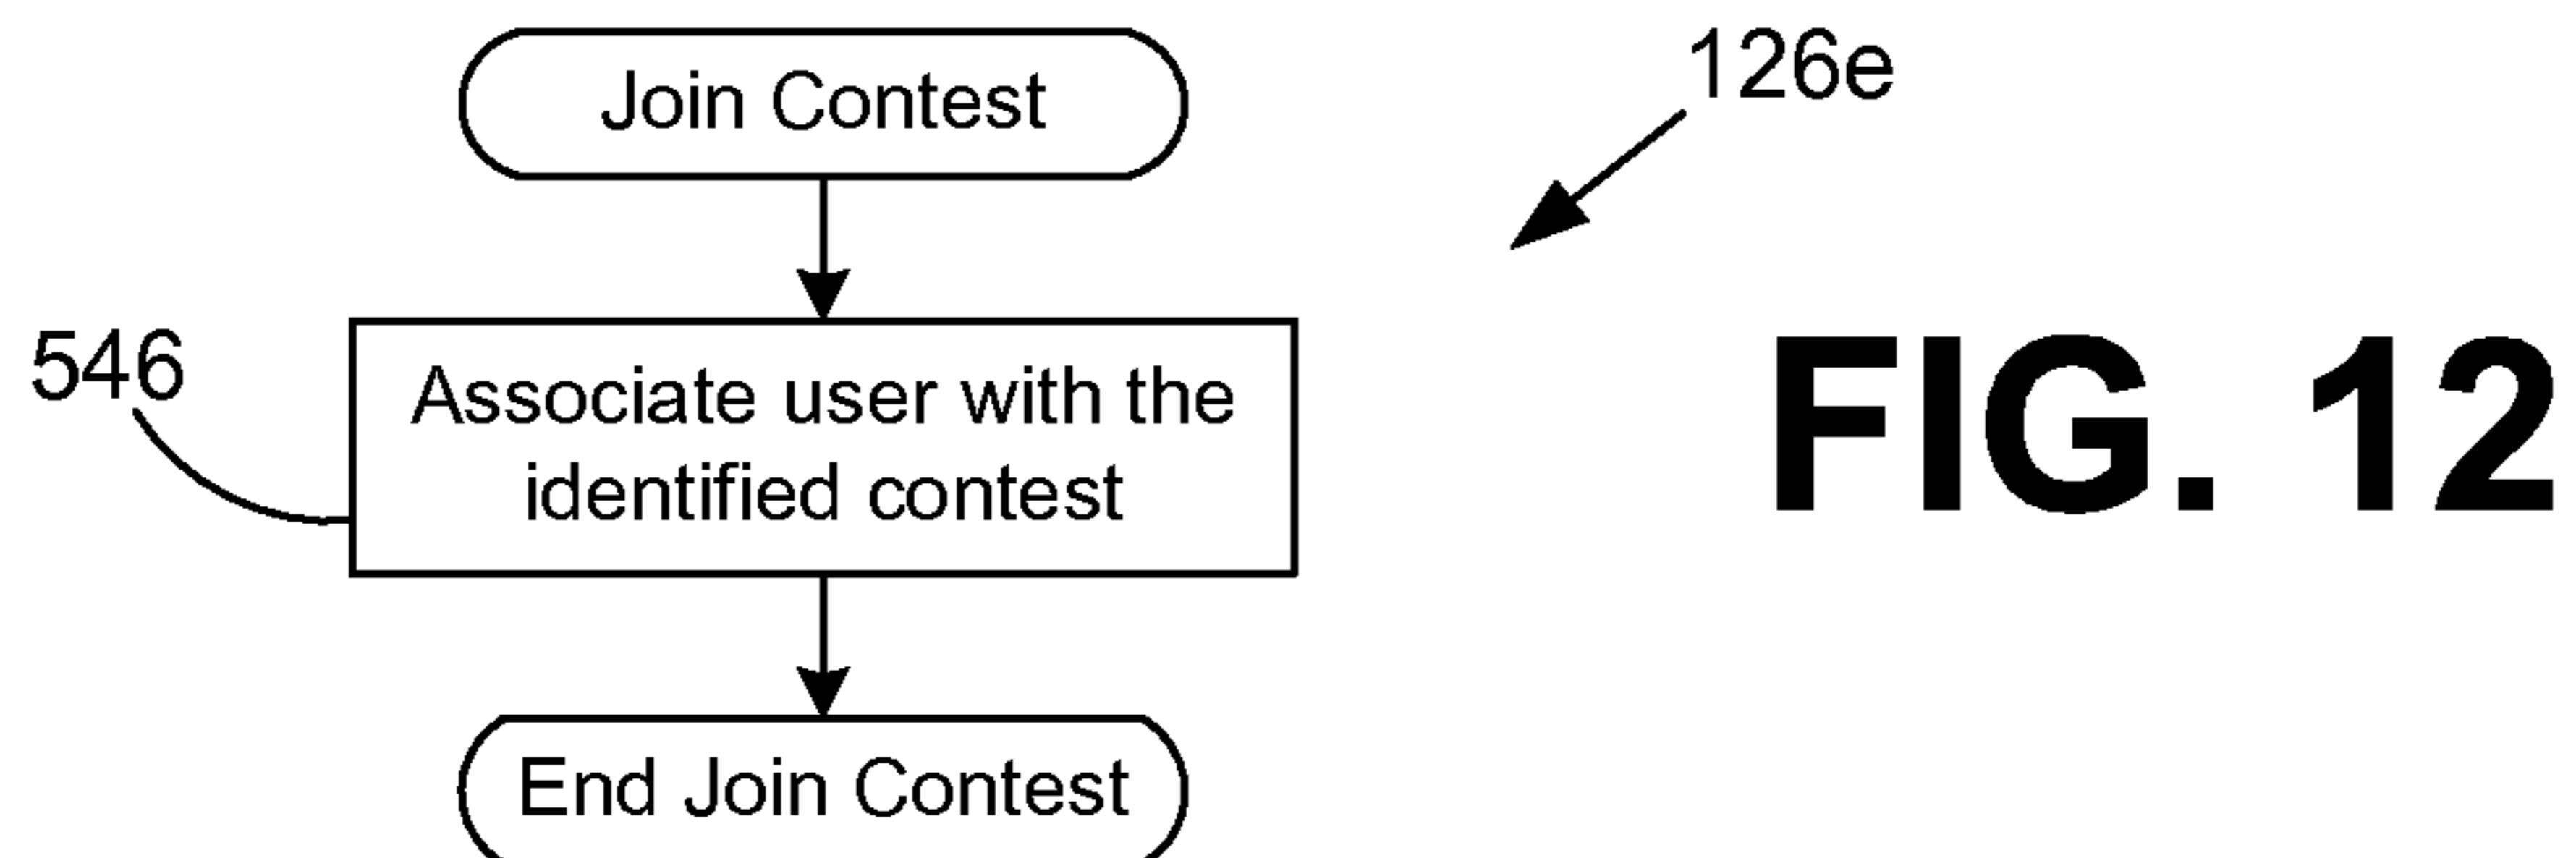 Join Contest
126e
546
Associate user with the
identified contest
FIG. 12
End Join Contest